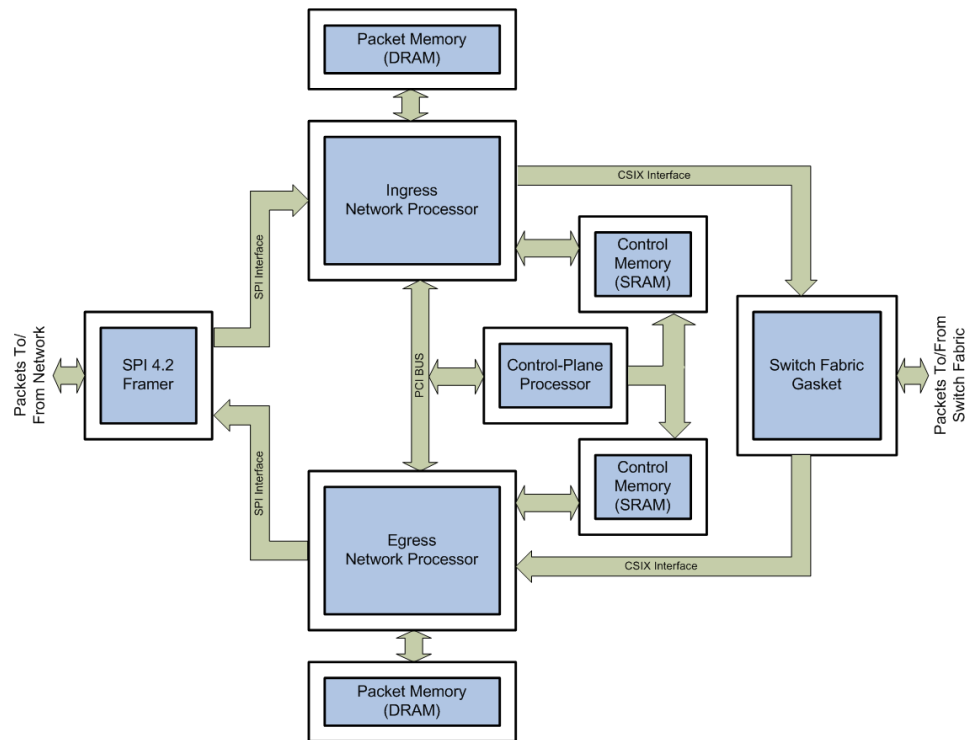 Packet Memory
(DRAM)
Ingress
Network Processor
CSIX Interface
SPI Interface
Control
Memory
(SRAM)
Packets To/
From Network
SPI 4.2
Framer
PCI BUS
Control-Plane
Processor
Switch Fabric
Gasket
Packets To/From
Switch Fabric
SPI Interface
Control
Memory
(SRAM)
Egress
Network Processor
CSIX Interface
Packet Memory
(DRAM)